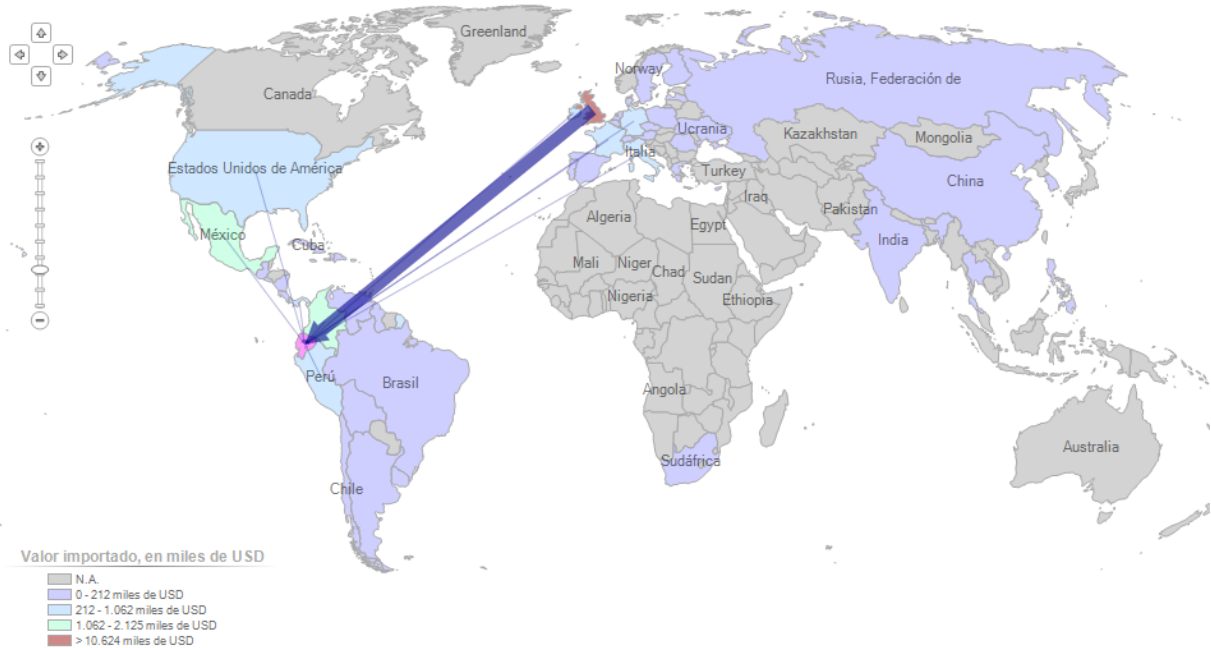 Greenland
Norway
Rusia, Federación de
Canada
Ucrania
Kazakhstan
Mongolia
Italia
Estados Unidos de América
Turkey
China
Iraq
Pakistan
Algeria
Egypt
México
Cuba
India
Mali
Niger
Chad
Sudan
Nigeria
Ethiopia
Perú
Brasil
Angola
Australia
Sudáfrica
Chile
Valor importado, en miles de USD
N.A.
0 - 212 miles de USD
212 - 1.062 miles de USD
1.062 - 2.125 miles de USD
> 10.624 miles de USD